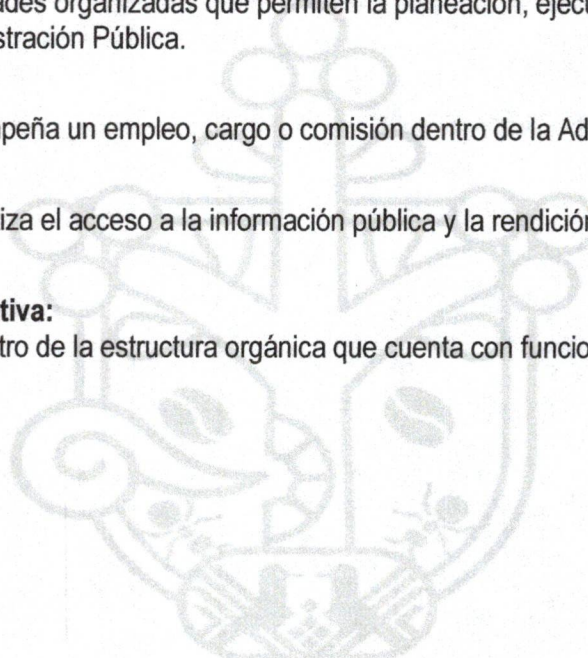 ades organizadas que permiten la planeación, ejecu
stración Pública.
peña un empleo, cargo o comisión dentro de la Ad
iza el acceso a la información pública y la rendició
tiva:
tro de la estructura orgánica que cuenta con funcio